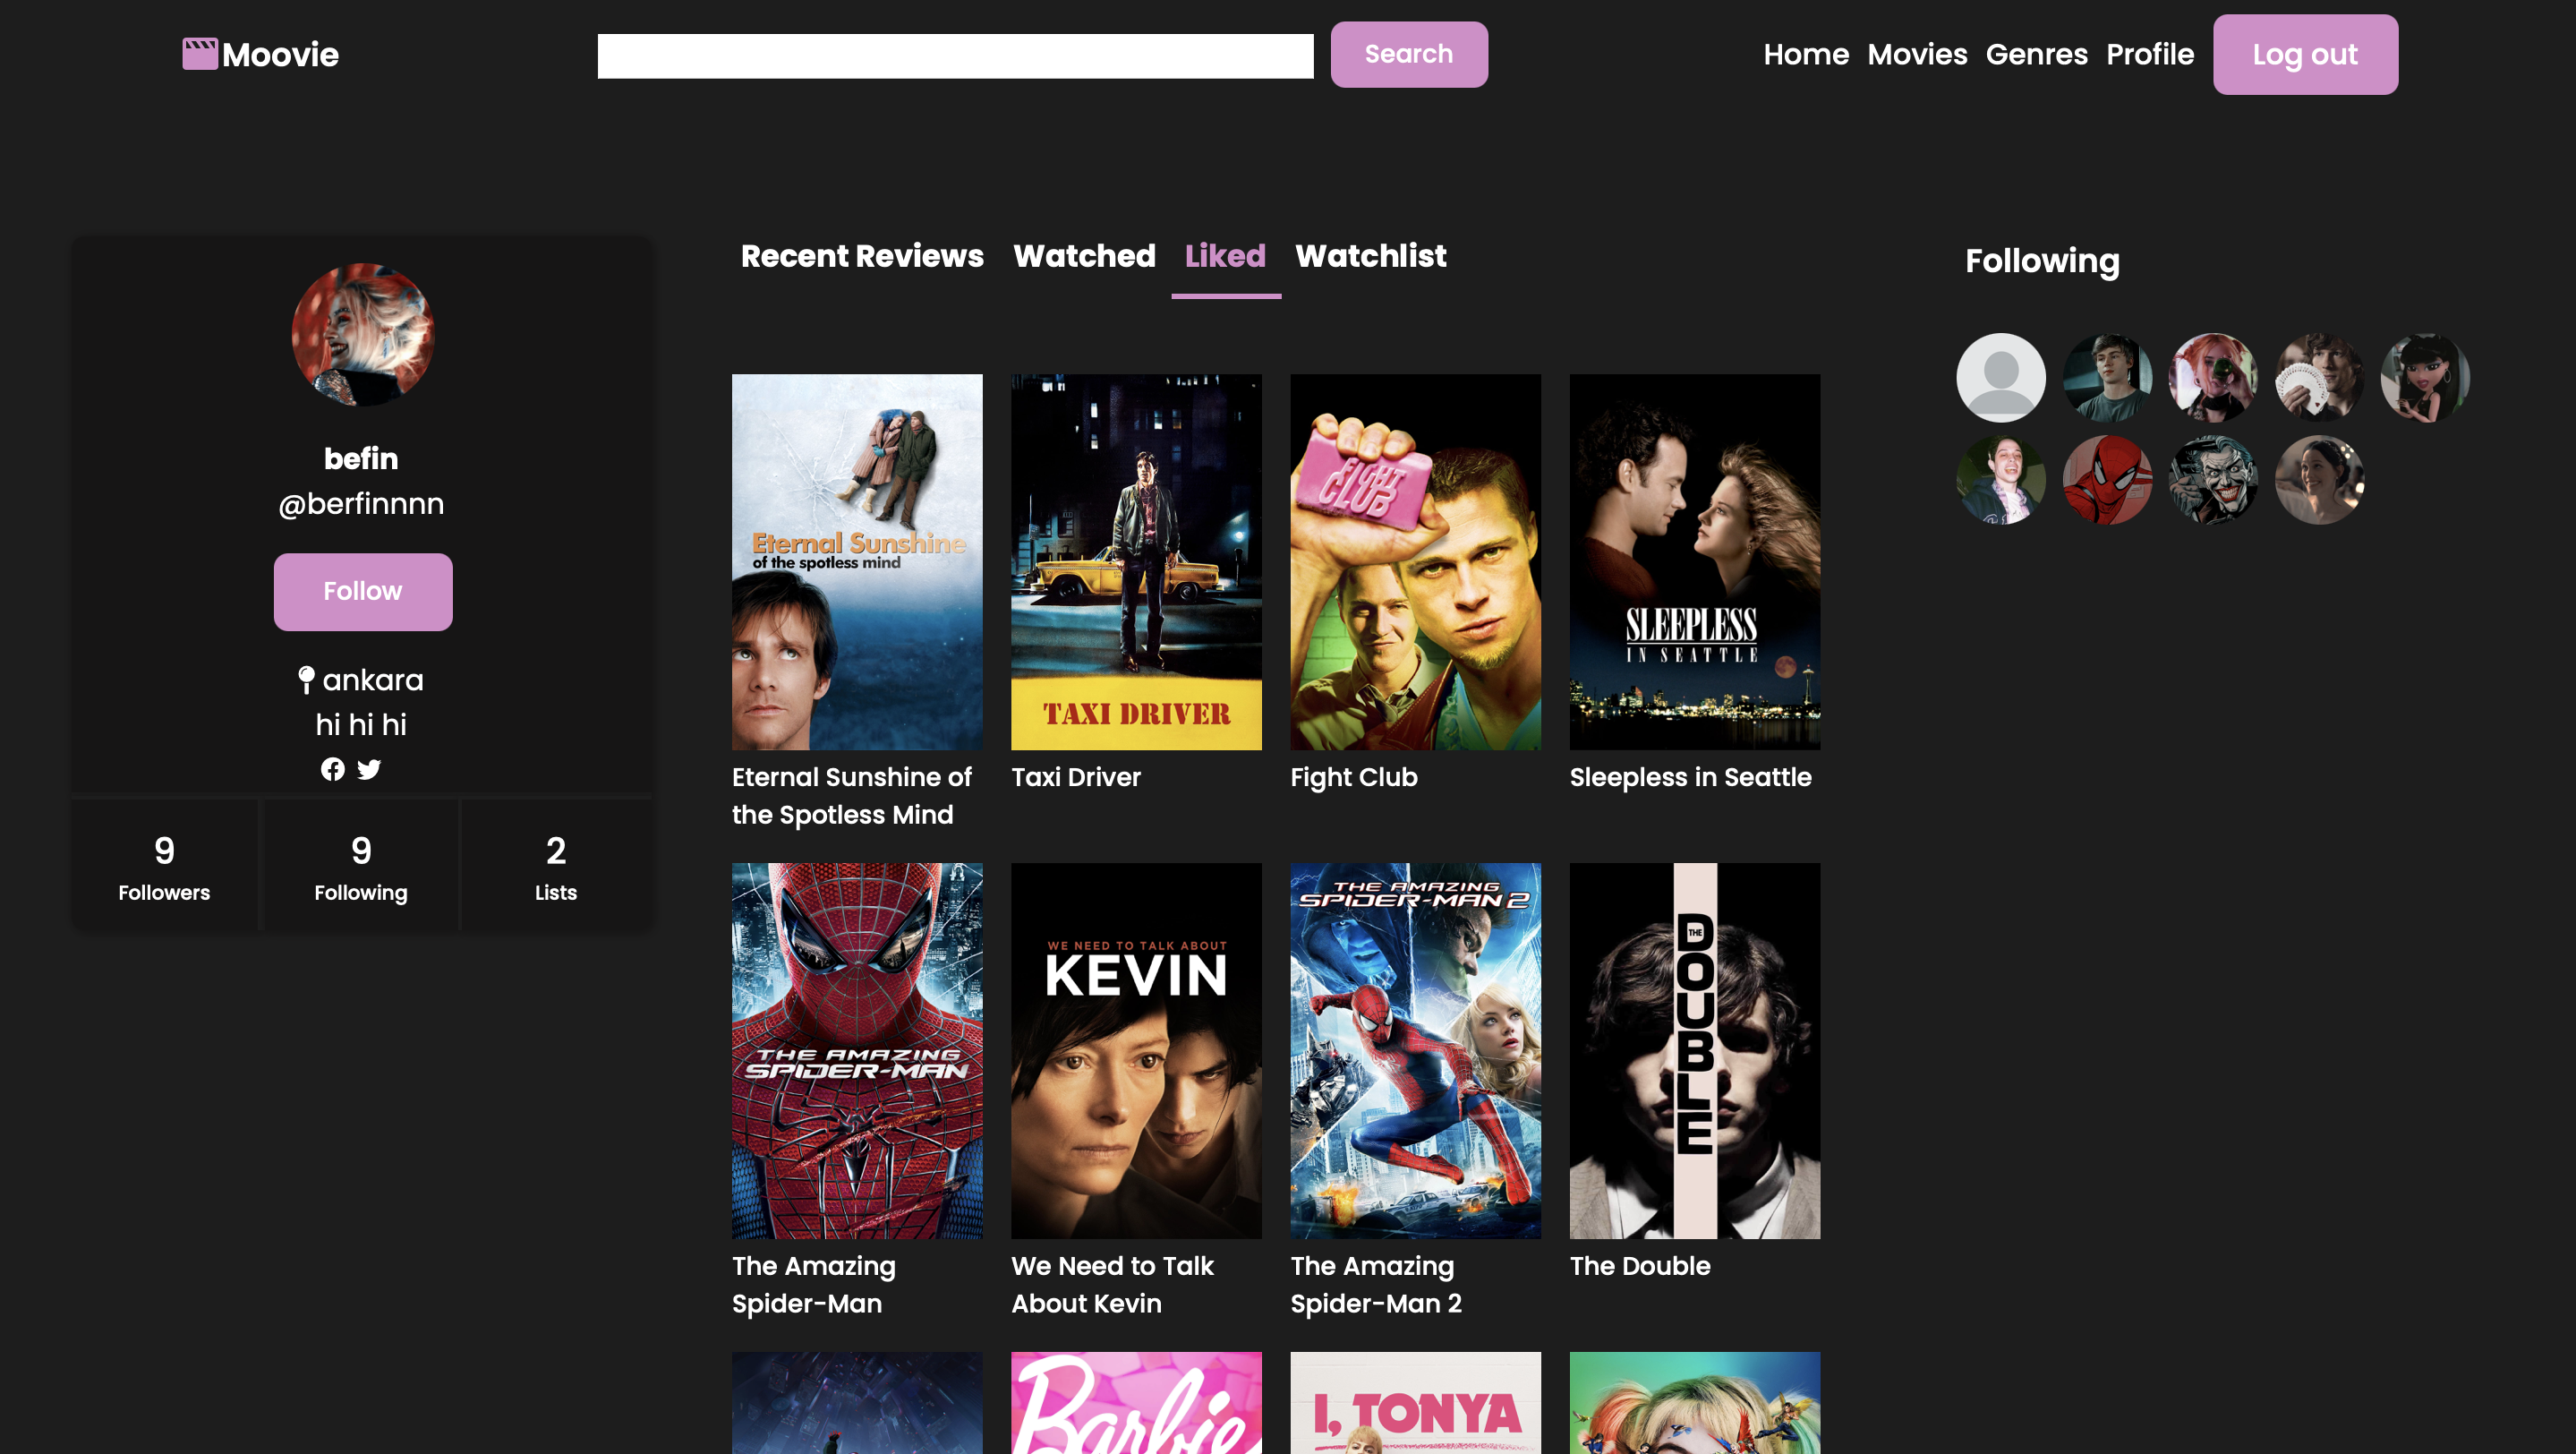 Moovie
Search
Home Movies Genres Profile Log out
befin
@berfinnnn
Follow
ankara
hi hi hi
9 9 2
Followers Following Lists
Recent Reviews Watched Liked Watchlist
Eternal Sunshine
of the spotless mind
TAXI DRIVER
FIGHT
CLUB
SLEEPLESS
IN SEATTLE
Eternal Sunshine of
the Spotless Mind
Taxi Driver
Fight Club
Sleepless in Seattle
THE AMAZING
SPIDER-MAN
WE NEED TO TALK ABOUT
KEVIN
THE AMAZING
SPIDER-MAN 2
THE
DOUBLE
The Amazing
Spider-Man
We Need to Talk
About Kevin
The Amazing
Spider-Man 2
The Double
Barbie
I, TONYA
Following